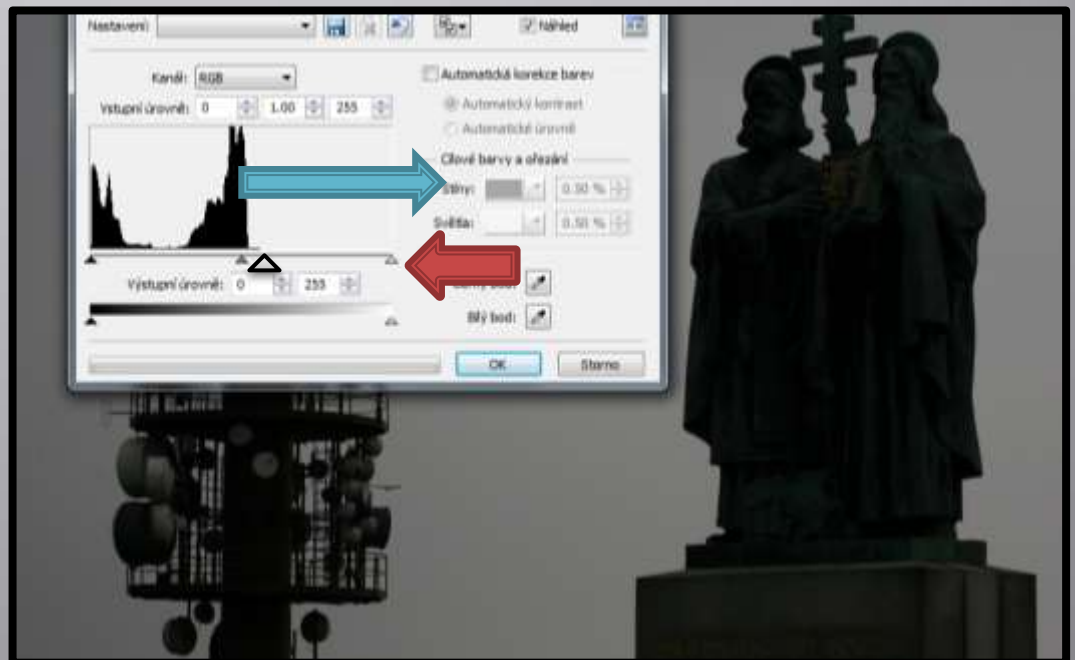 Nastavení:
Náhled
Kanál: RGB
Vstupní úrovně: 0 1.00 255
Automatická korekce barev
Automatický kontrast
Automatické úrovně
Cílové barvy a ořezání
Stíny: 0.50 %
Světla: 0.50 %
Výstupní úrovně: 0 255
bod:
Bílý bod:
OK Storno